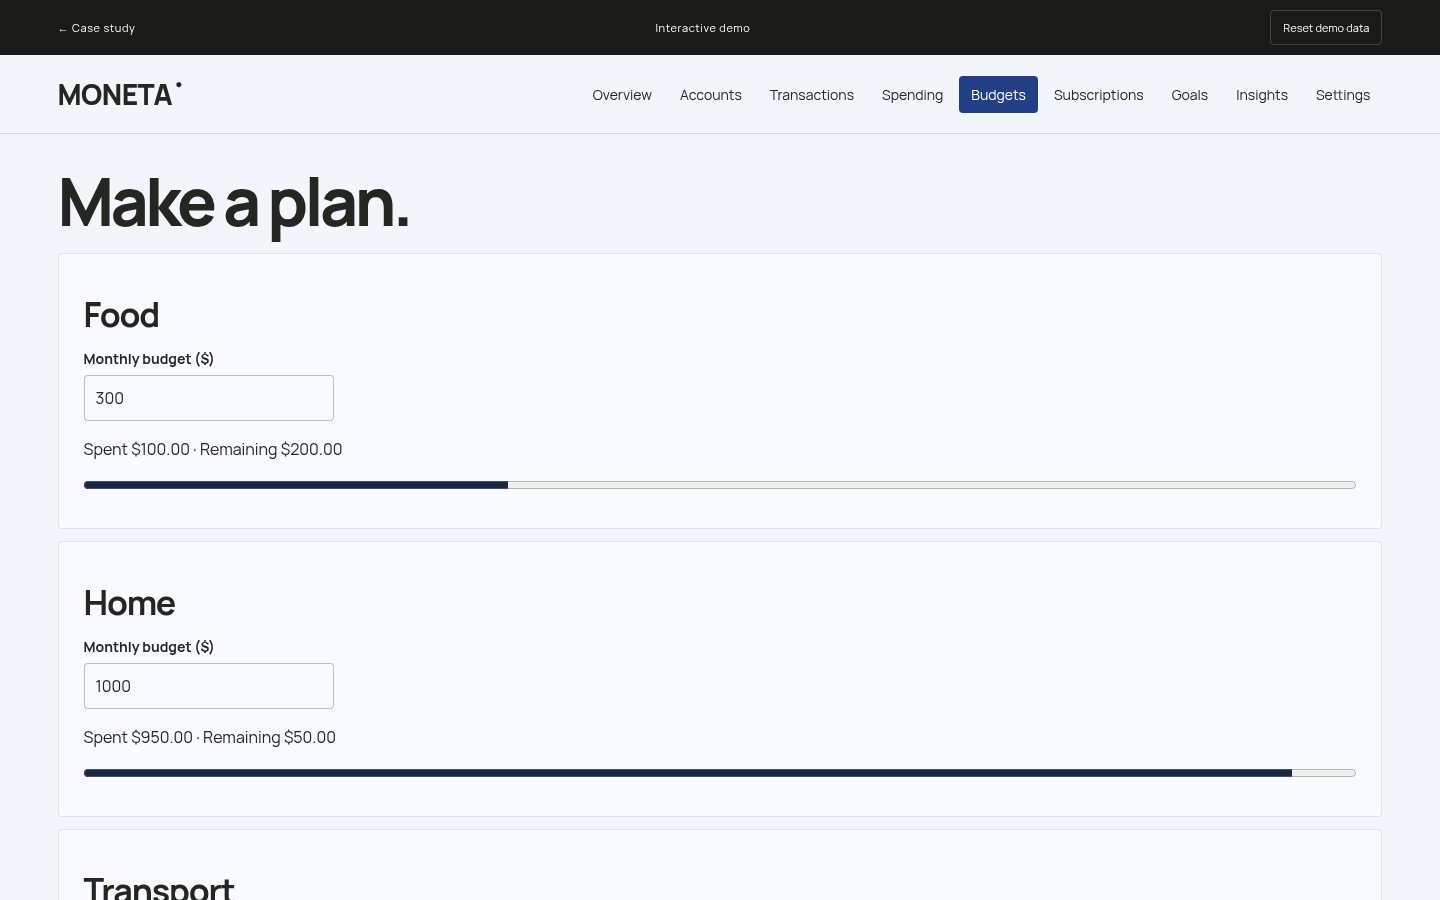 ← Case study
Interactive demo
Reset demo data
MONETA
Overview
Accounts
Transactions
Spending
Budgets
Subscriptions
Goals
Insights
Settings
Make a plan.
Food
Monthly budget ($)
300
Spent $100.00 · Remaining $200.00
Home
Monthly budget ($)
1000
Spent $950.00 · Remaining $50.00
Transport